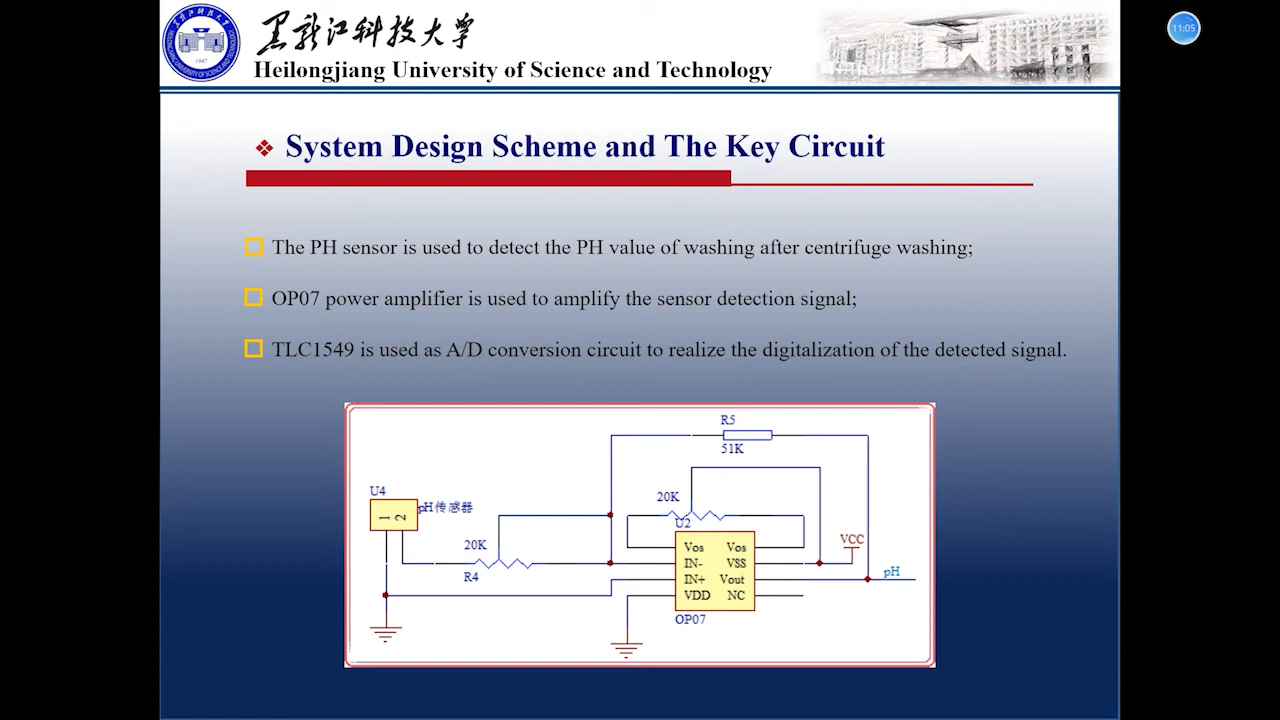 黑龙江科技大学
Heilongjiang University of Science and Technology
1947
11:05
System Design Scheme and The Key Circuit
The PH sensor is used to detect the PH value of washing after centrifuge washing;
OP07 power amplifier is used to amplify the sensor detection signal;
TLC1549 is used as A/D conversion circuit to realize the digitalization of the detected signal.
R5
51K
U4
pH传感器
1 2
20K
R4
20K
U2
Vos Vos
IN- VSS
IN+ Vout
VDD NC
OP07
VCC
pH